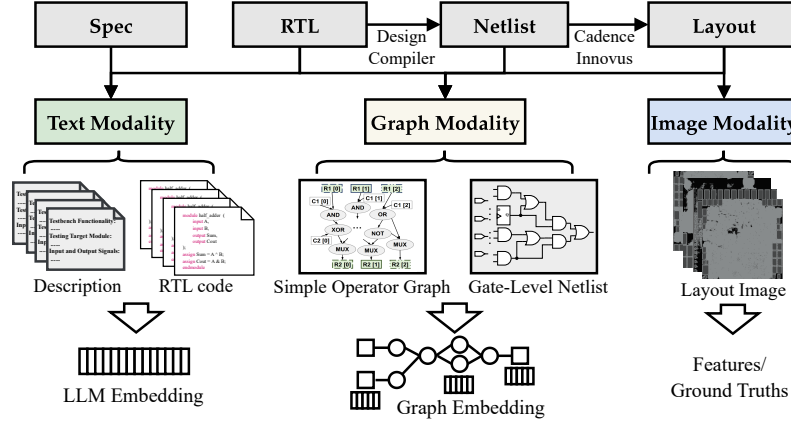 Spec
RTL
Design
Compiler
Netlist
Cadence
Innovus
Layout
Text Modality
Graph Modality
Image Modality
Testbench Functionality:
Testing Target Module:
Input and Output Signals:
module half_adder (
input A,
input B,
output Sum,
output Cout
);
assign Sum = A ^ B;
assign Cout = A & B;
endmodule
R1 [0]
R1 [1]
R1 [2]
C1 [0]
C1 [1]
C1 [2]
AND
AND
OR
XOR
...
NOT
C2 [0]
MUX
MUX
MUX
R2 [0]
R2 [1]
R2 [2]
Description
RTL code
Simple Operator Graph
Gate-Level Netlist
Layout Image
LLM Embedding
Graph Embedding
Features/
Ground Truths